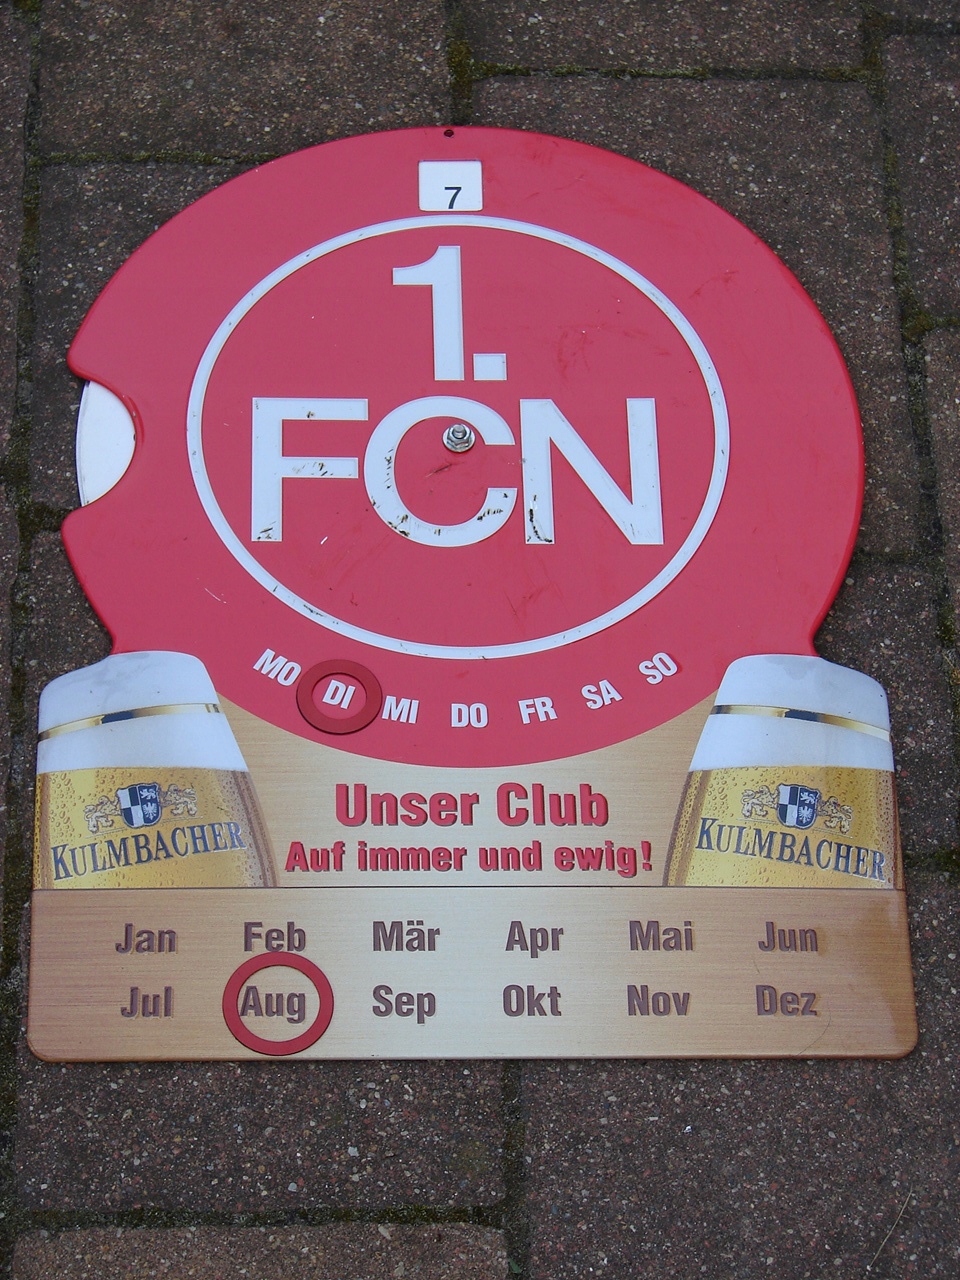 7
1.
FCN
MO DI MI DO FR SA SO
Unser Club
Auf immer und ewig!
KULMBACHER KULMBACHER
Jan Feb Mär Apr Mai Jun
Jul Aug Sep Okt Nov Dez